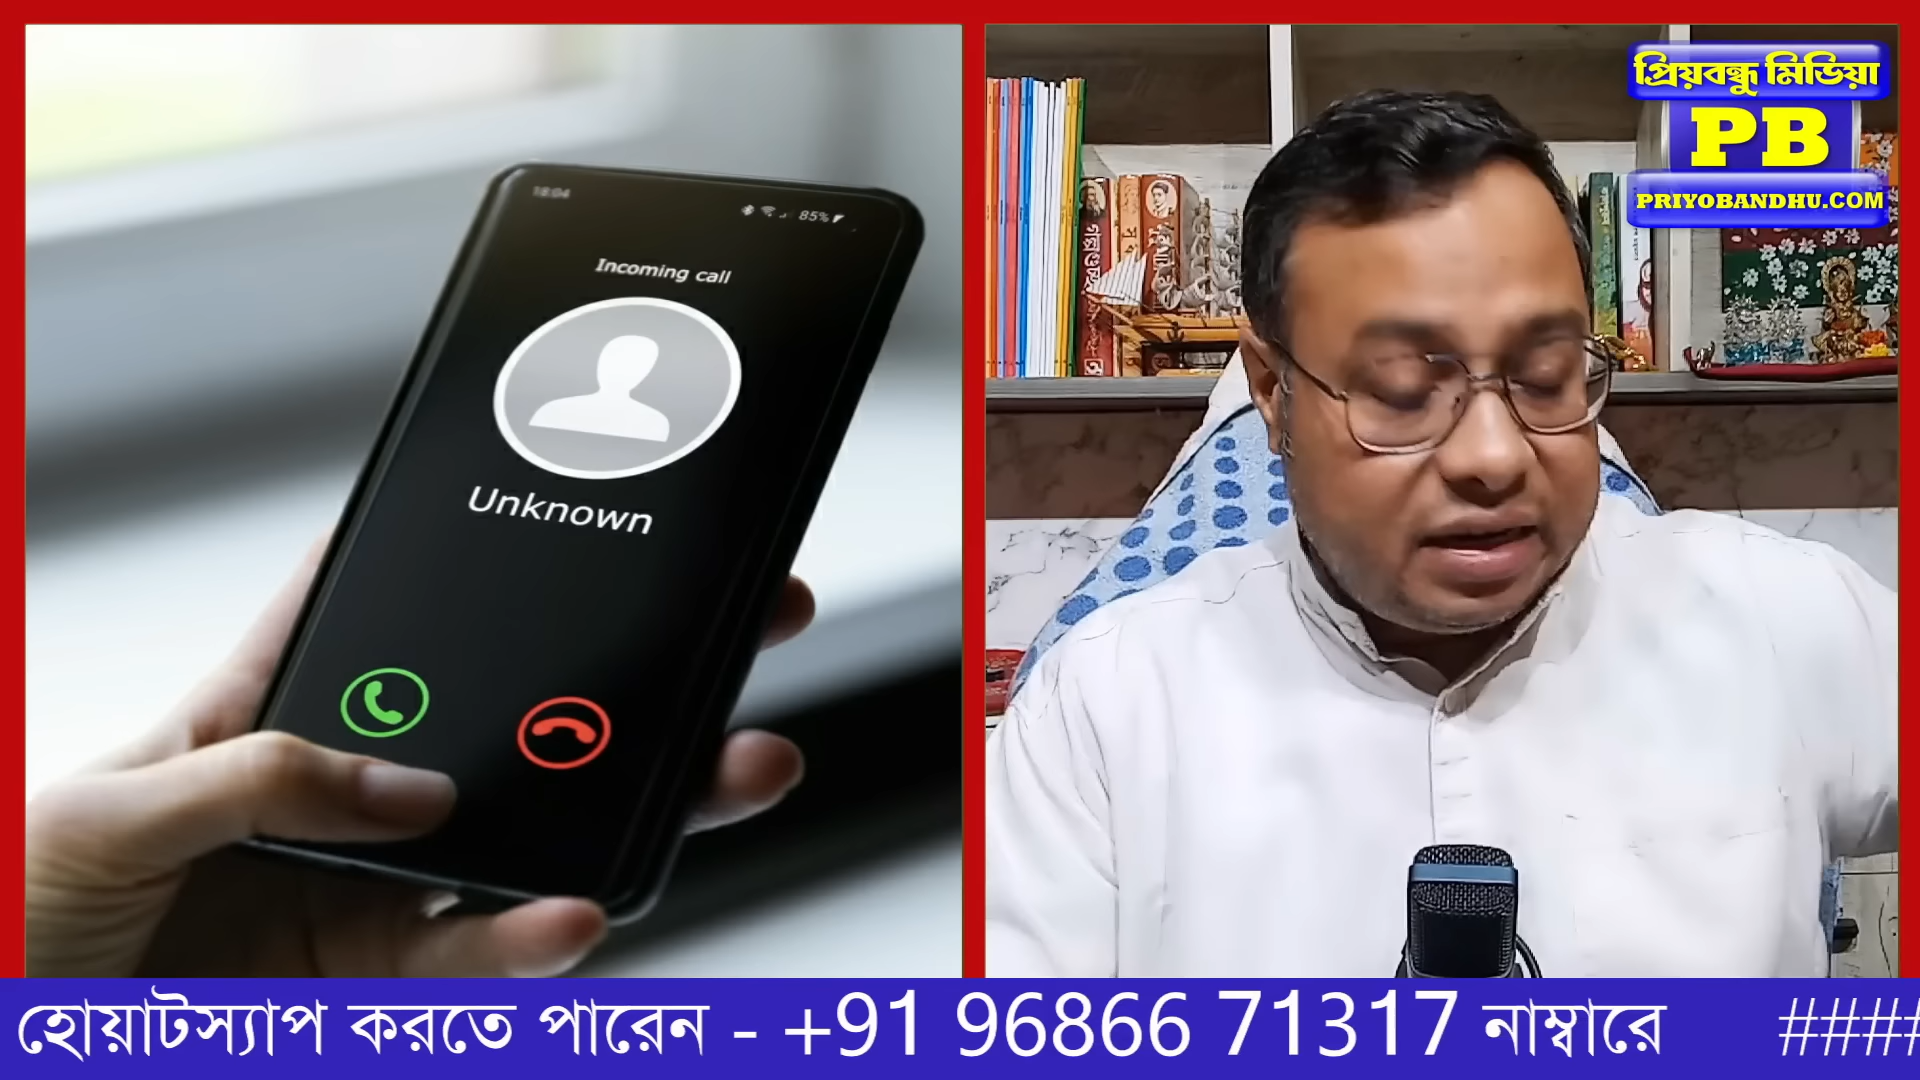 18:04
85%
Incoming call
Unknown
প্রিয়বন্ধু মিডিয়া
PB
PRIYOBANDHU.COM
হোয়াটস্যাপ করতে পারেন - +91 96866 71317 নাম্বারে ####